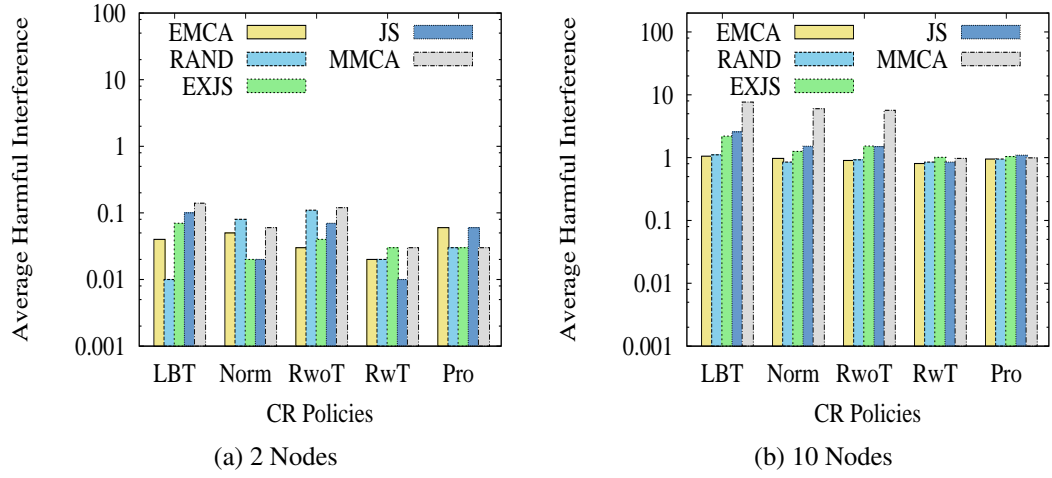 Average Harmful Interference
100
10
1
0.1
0.01
0.001
EMCA
RAND
EXJS
JS
MMCA
LBT Norm RwoT RwT Pro
CR Policies
(a) 2 Nodes
Average Harmful Interference
100
10
1
0.1
0.01
0.001
EMCA
RAND
EXJS
JS
MMCA
LBT Norm RwoT RwT Pro
CR Policies
(b) 10 Nodes